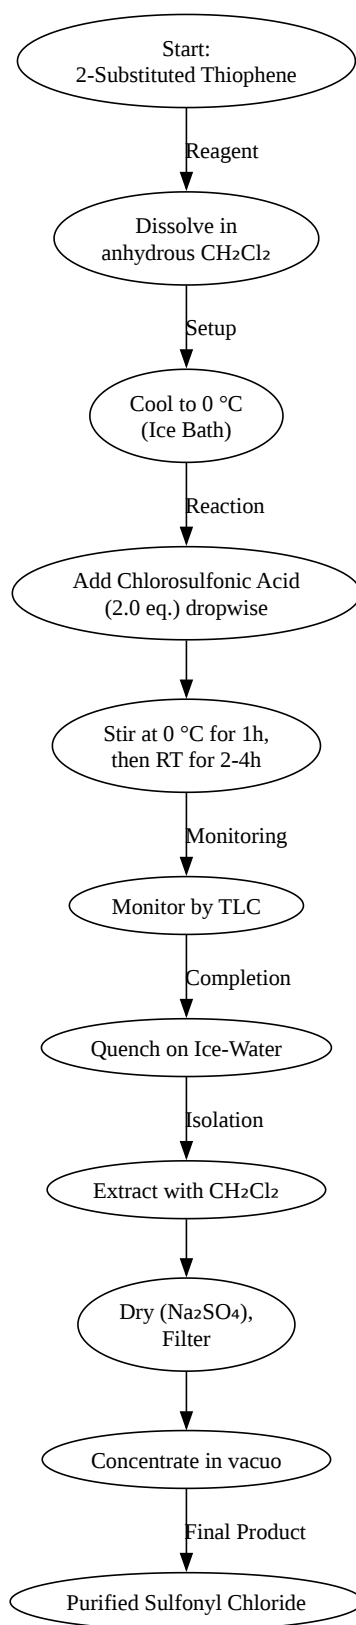 Start:
2-Substituted Thiophene
Reagent
Dissolve in
anhydrous CH₂Cl₂
Setup
Cool to 0 °C
(Ice Bath)
Reaction
Add Chlorosulfonic Acid
(2.0 eq.) dropwise
Stir at 0 °C for 1h,
then RT for 2-4h
Monitoring
Monitor by TLC
Completion
Quench on Ice-Water
Isolation
Extract with CH₂Cl₂
Dry (Na₂SO₄),
Filter
Concentrate in vacuo
Final Product
Purified Sulfonyl Chloride